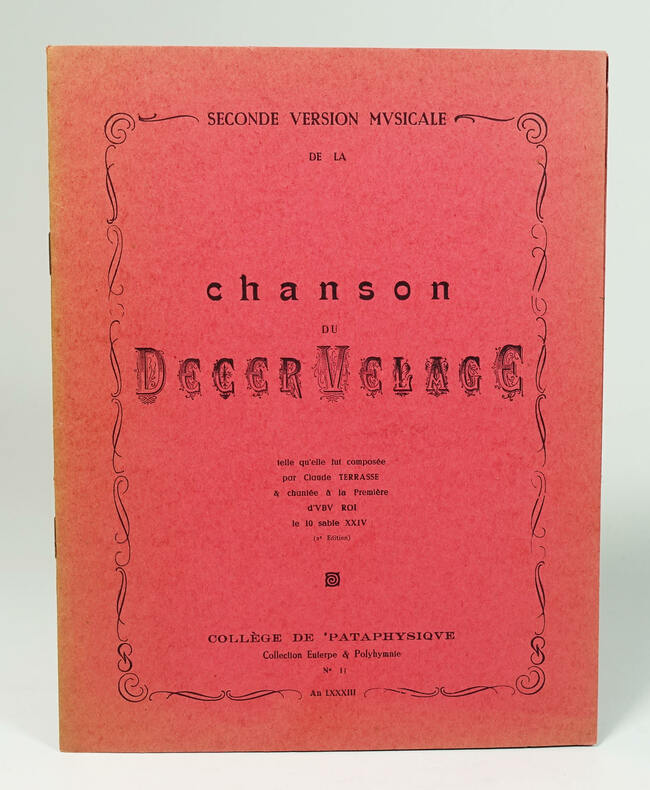 SECONDE VERSION MVSICALE
DE LA
chanson
DU
DECERVELAGE
telle qu'elle fut composée
par Claude TERRASSE
& chantée à la Première
d'VBV ROI
le 10 sable XXIV
(2e Edition)
COLLÈGE DE 'PATAPHYSIQVE
Collection Euterpe & Polyhymnie
N° 11
An LXXXIII